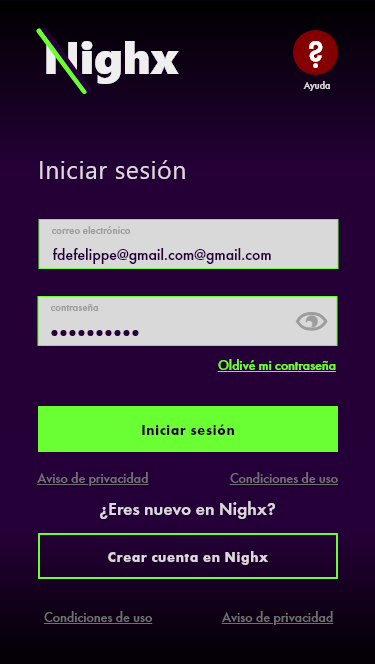 Nighx
?
Ayuda
Iniciar sesión
correo electrónico
fdefelippe@gmail.com@gmail.com
contraseña
••••••••••
Oldivé mi contraseña
Iniciar sesión
Aviso de privacidad Condiciones de uso
¿Eres nuevo en Nighx?
Crear cuenta en Nighx
Condiciones de uso Aviso de privacidad